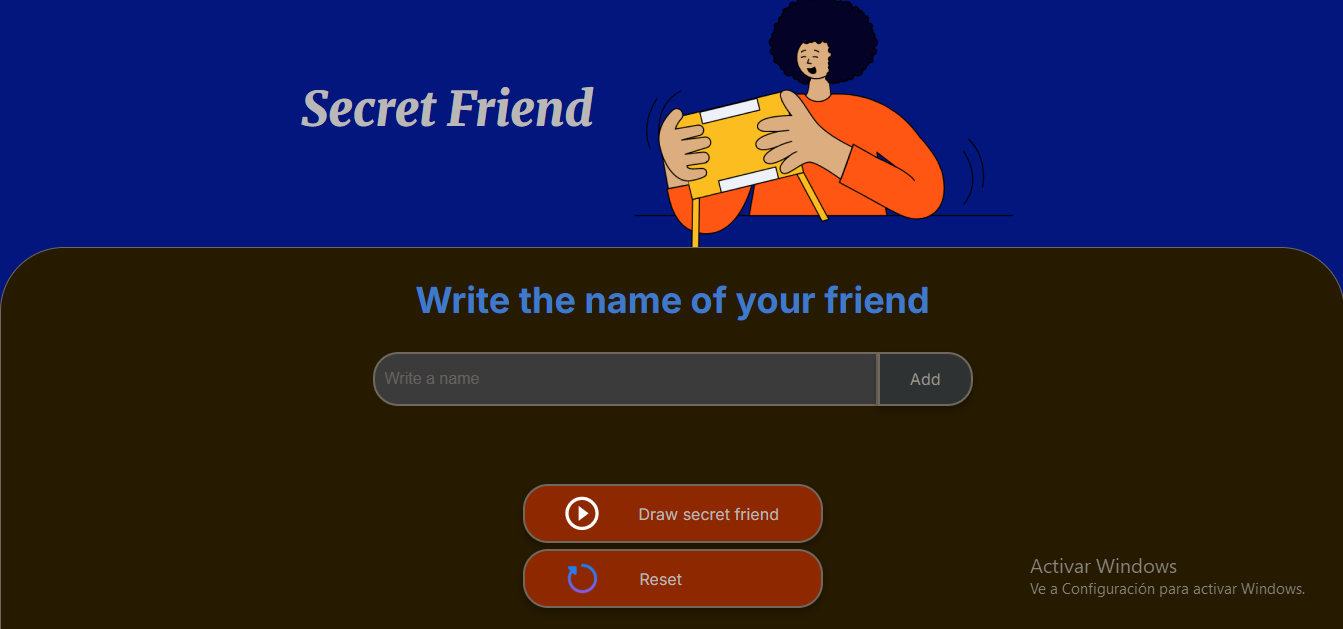 Secret Friend
Write the name of your friend
Write a name
Add
Draw secret friend
Reset
Activar Windows
Ve a Configuración para activar Windows.